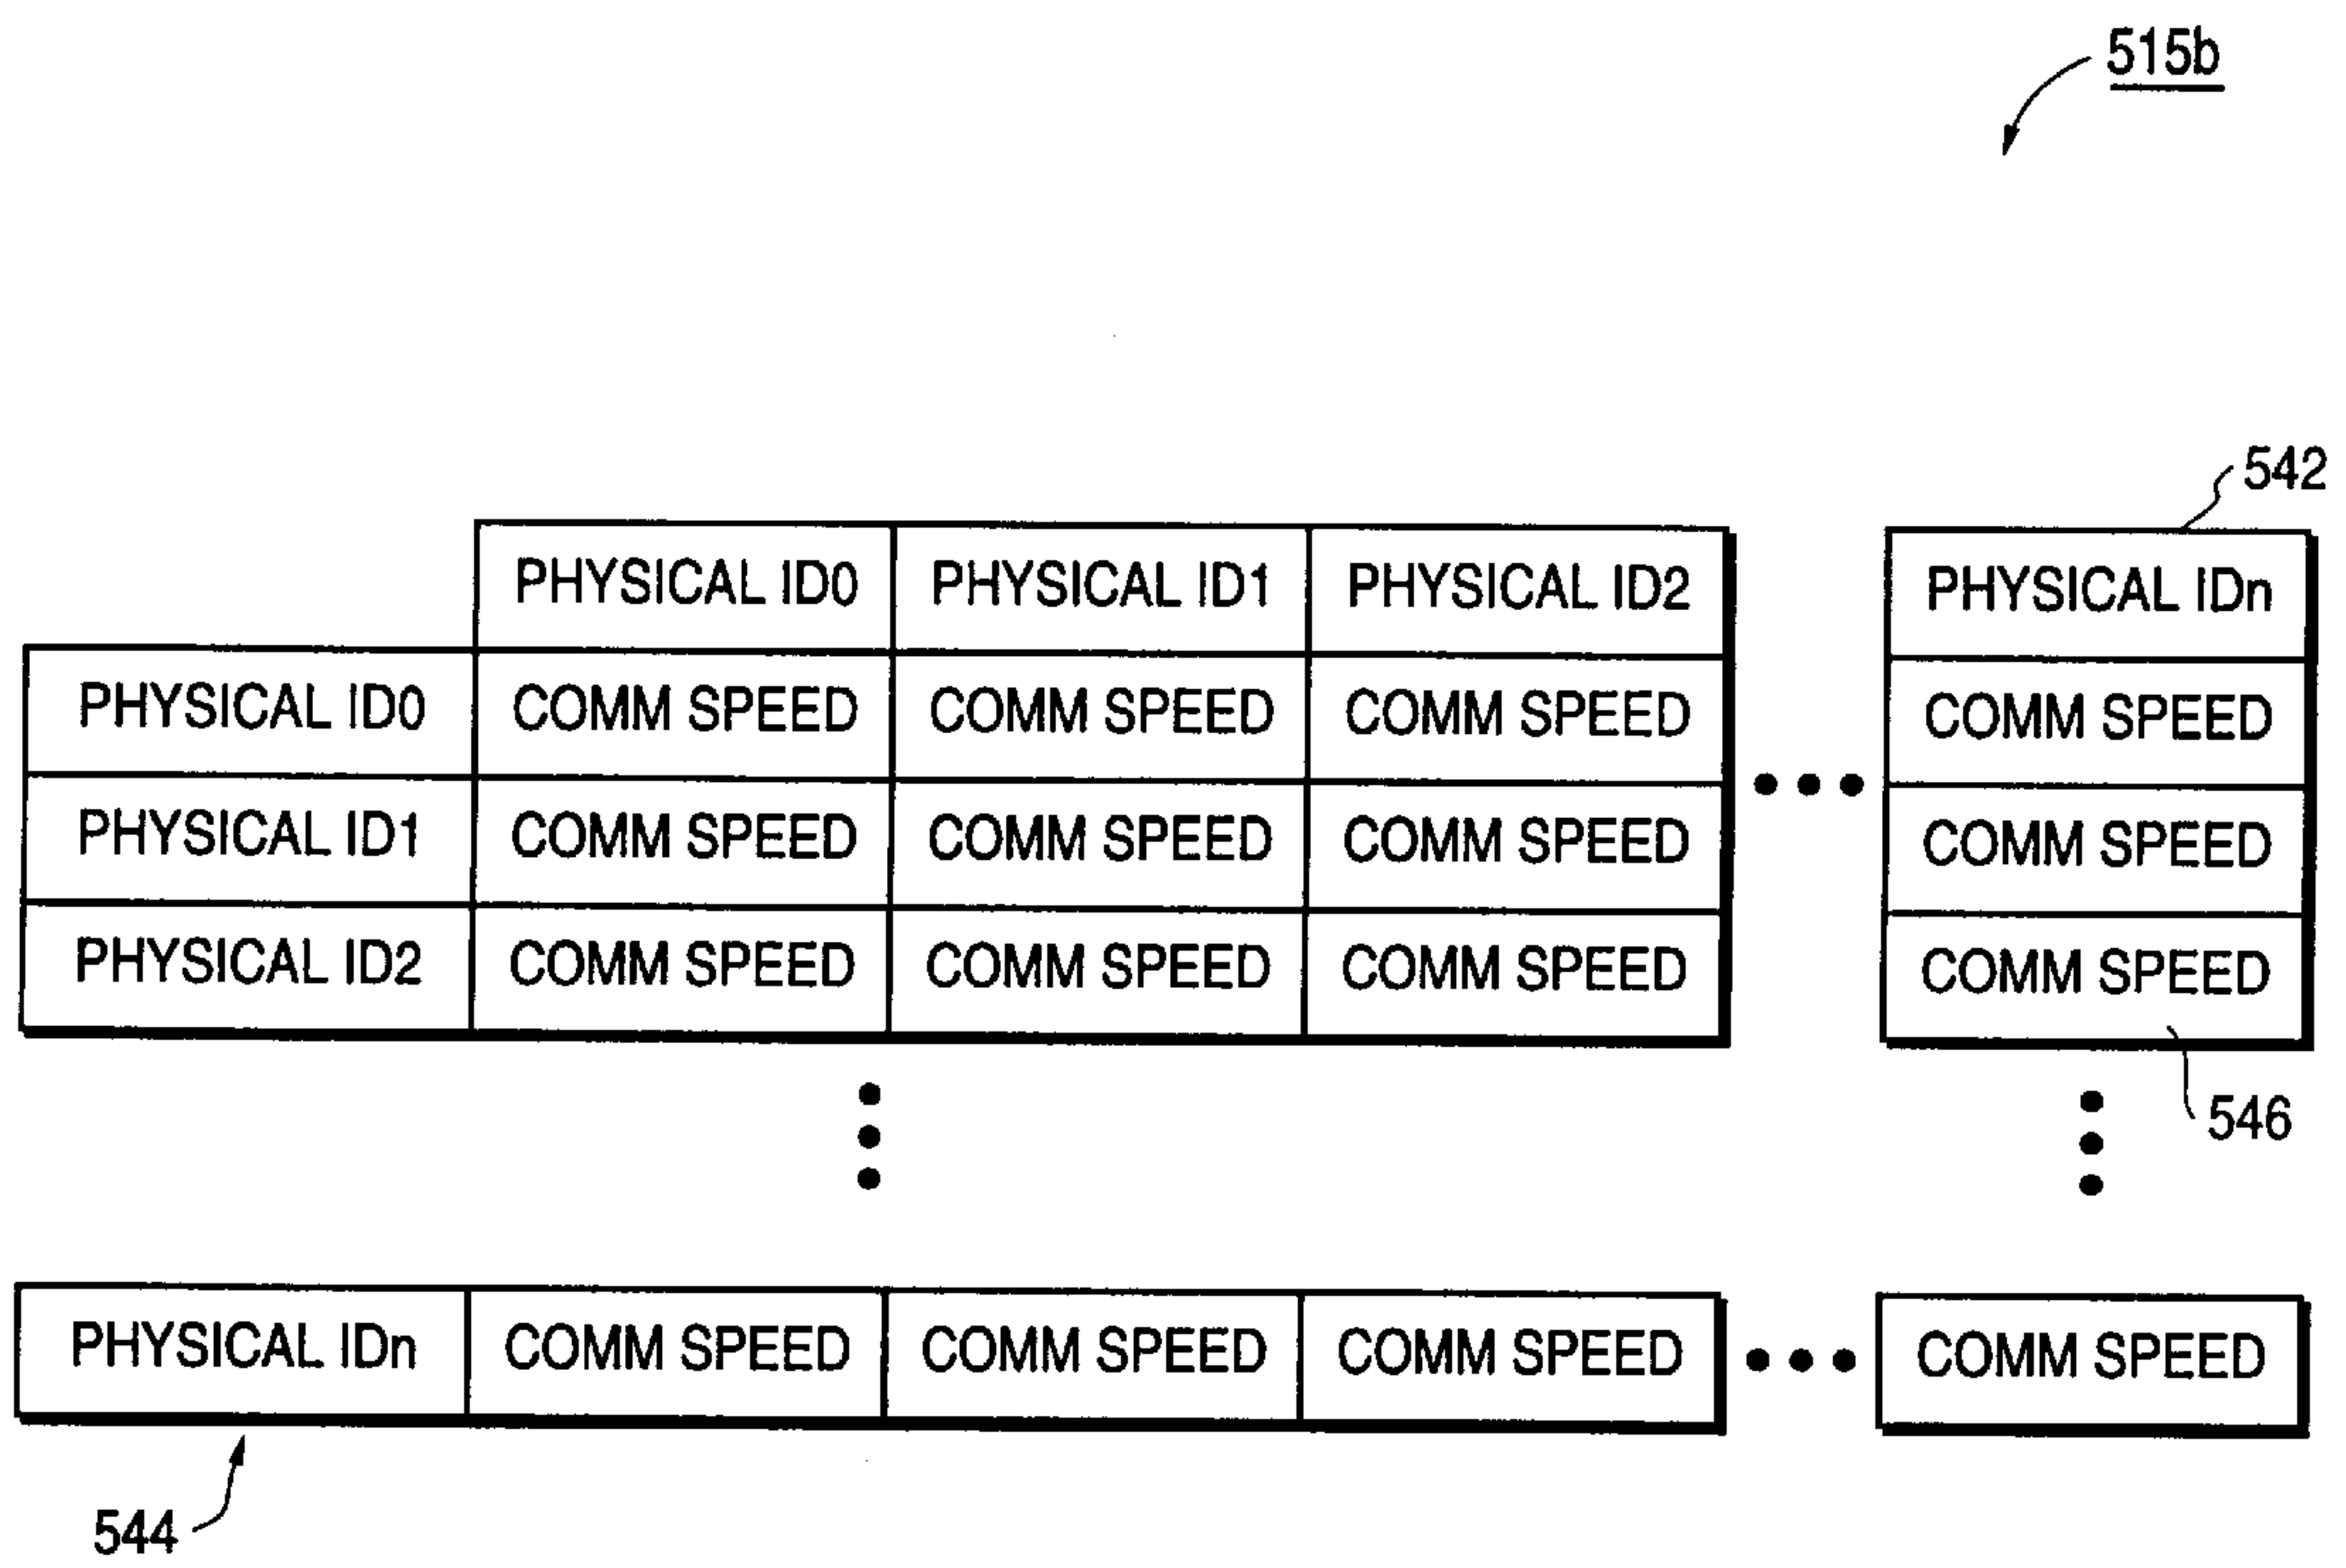 515b
542
PHYSICAL ID0 PHYSICAL ID1 PHYSICAL ID2 PHYSICAL IDn
PHYSICAL ID0 COMM SPEED COMM SPEED COMM SPEED COMM SPEED
PHYSICAL ID1 COMM SPEED COMM SPEED COMM SPEED COMM SPEED
PHYSICAL ID2 COMM SPEED COMM SPEED COMM SPEED COMM SPEED
546
PHYSICAL IDn COMM SPEED COMM SPEED COMM SPEED COMM SPEED
544